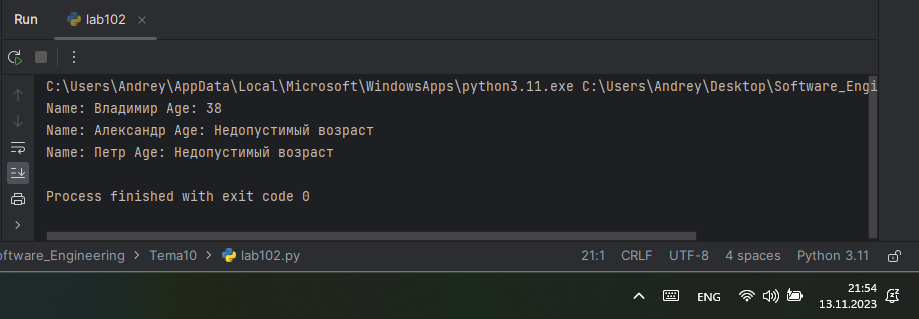 Run lab102
C:\Users\Andrey\AppData\Local\Microsoft\WindowsApps\python3.11.exe C:\Users\Andrey\Desktop\Software_Engi
Name: Владимир Age: 38
Name: Александр Age: Недопустимый возраст
Name: Петр Age: Недопустимый возраст
Process finished with exit code 0
oftware_Engineering > Tema10 > lab102.py 21:1 CRLF UTF-8 4 spaces Python 3.11
ENG 21:54
13.11.2023